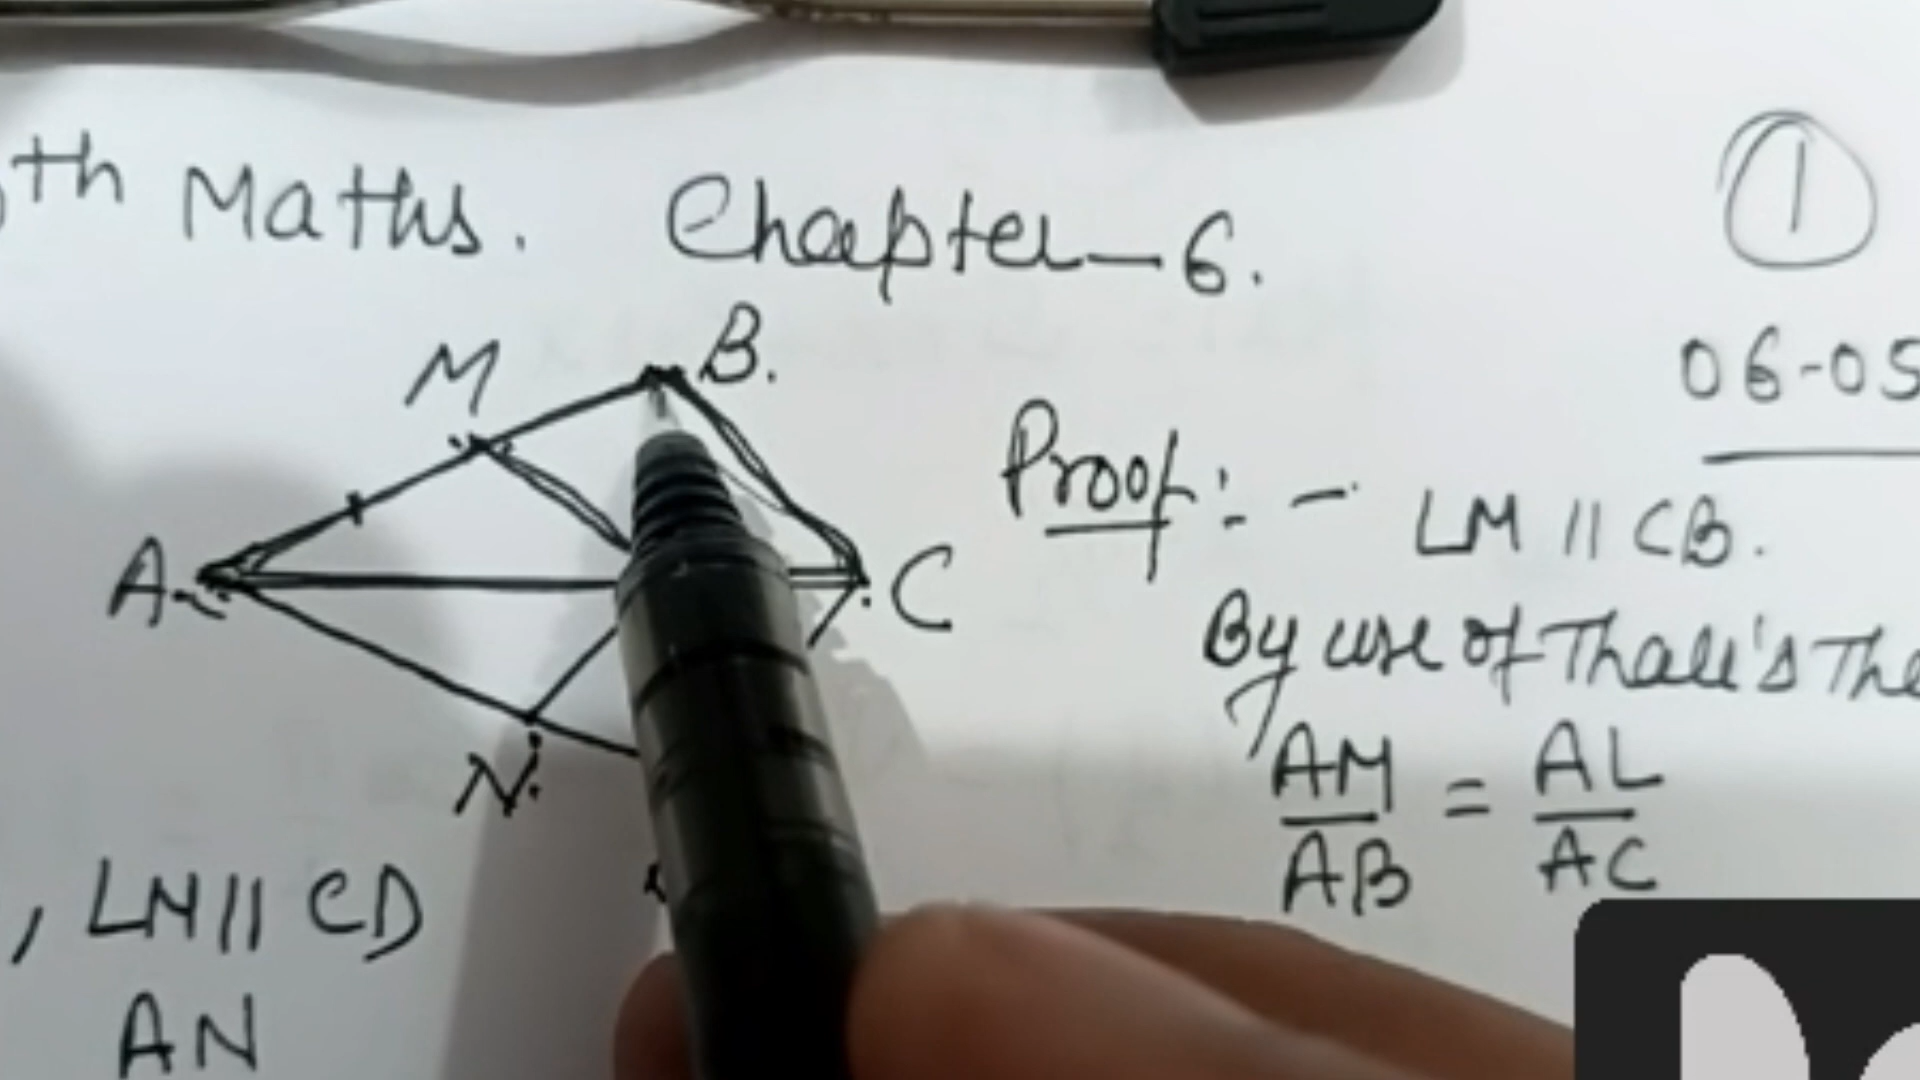 th Maths. Chapter-6.
1
06-05
M
B.
A
C
N
Proof:- LM || CB.
By use of Thale's The
AM/AB = AL/AC
, LN || CD
AN